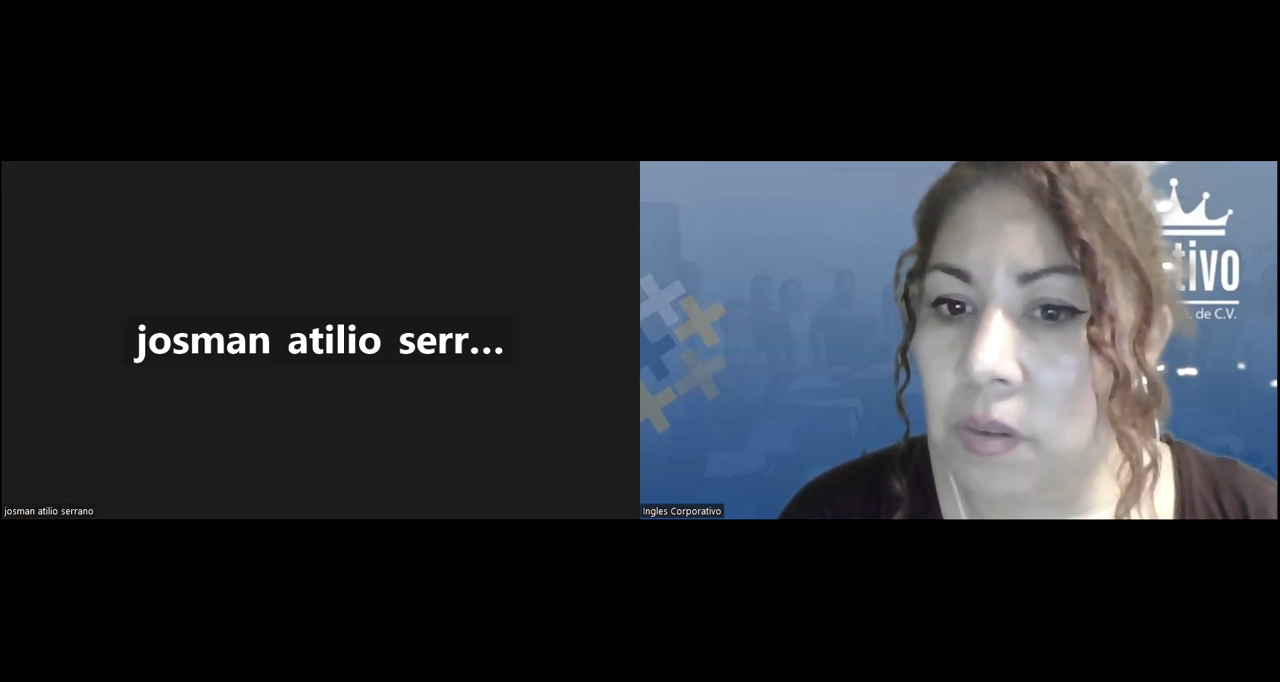 josman atilio serr...
josman atilio serrano
tivo
A. de C.V.
Ingles Corporativo